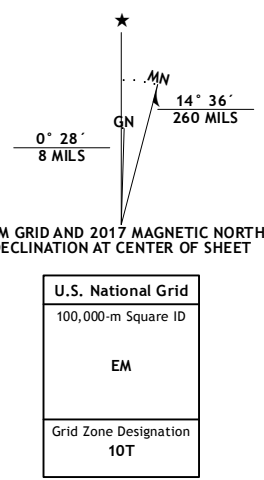 ★
MN
14° 36´
260 MILS
GN
0° 28´
8 MILS
M GRID AND 2017 MAGNETIC NORTH
DECLINATION AT CENTER OF SHEET
U.S. National Grid
100,000-m Square ID
EM
Grid Zone Designation
10T